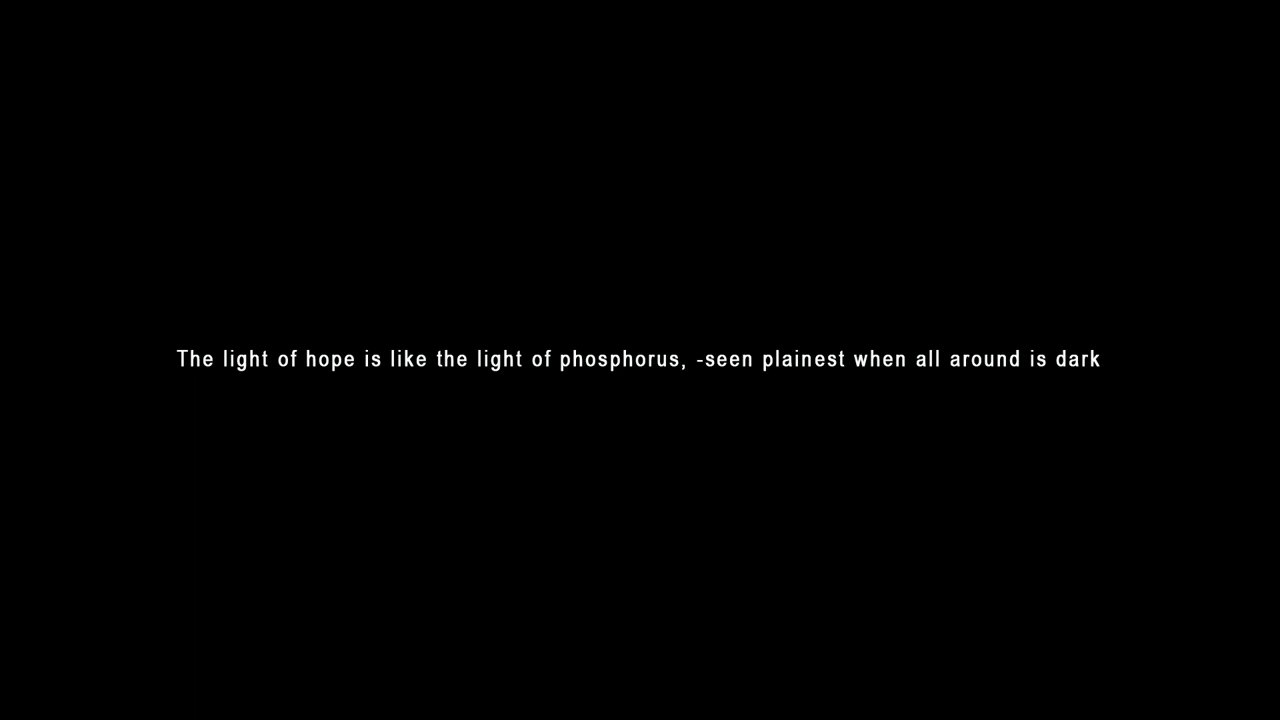 The light of hope is like the light of phosphorus, -seen plainest when all around is dark